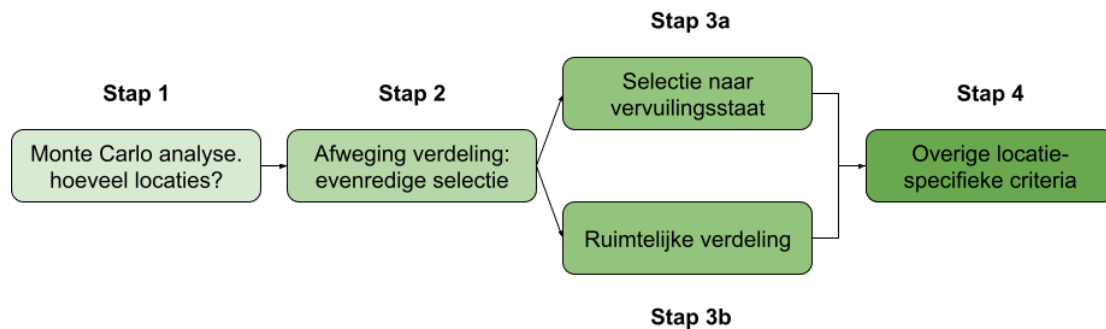 Stap 1
Monte Carlo analyse.
hoeveel locaties?
Stap 2
Afweging verdeling:
evenredige selectie
Stap 3a
Selectie naar
vervuilingsstaat
Ruimtelijke verdeling
Stap 3b
Stap 4
Overige locatie-
specifieke criteria